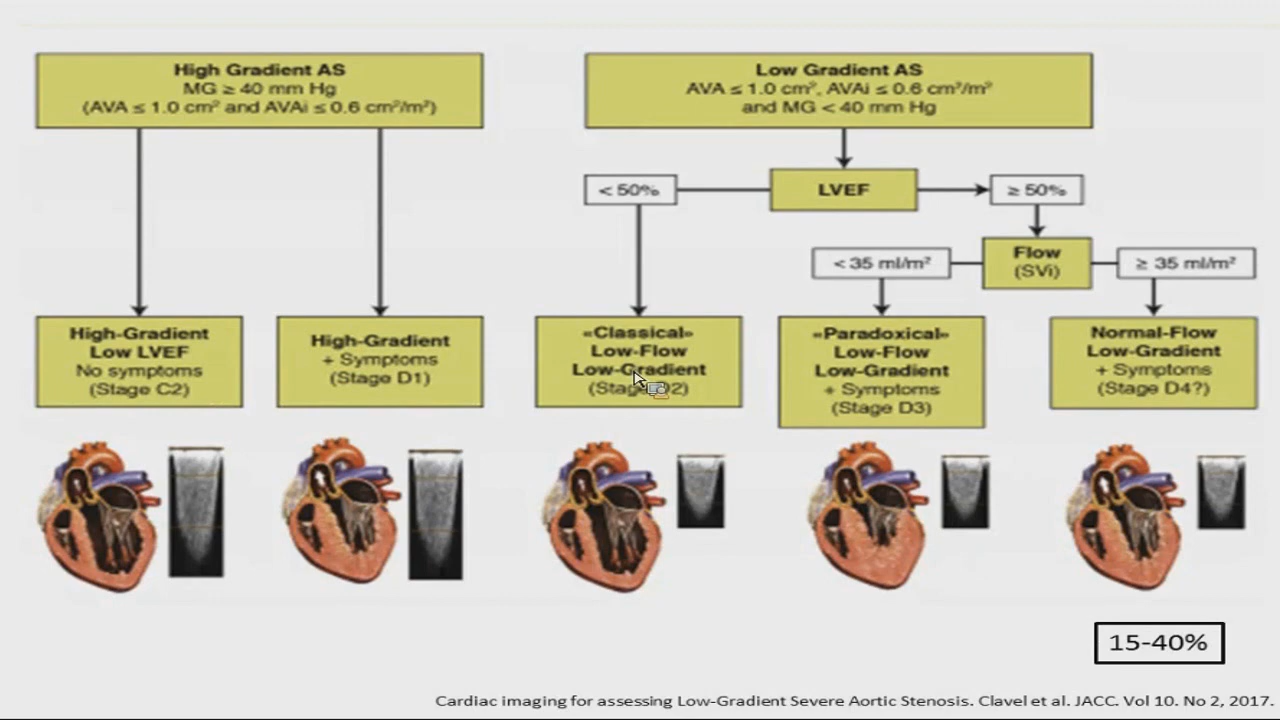 High Gradient AS
MG ≥ 40 mm Hg
(AVA ≤ 1.0 cm² and AVAi ≤ 0.6 cm²/m²)
Low Gradient AS
AVA ≤ 1.0 cm², AVAi ≤ 0.6 cm²/m²
and MG < 40 mm Hg
< 50%
LVEF
≥ 50%
< 35 ml/m²
Flow
(SVi)
≥ 35 ml/m²
High-Gradient
Low LVEF
No symptoms
(Stage C2)
High-Gradient
+ Symptoms
(Stage D1)
«Classical»
Low-Flow
Low-Gradient
2)
«Paradoxical»
Low-Flow
Low-Gradient
+ Symptoms
(Stage D3)
Normal-Flow
Low-Gradient
+ Symptoms
(Stage D4?)
15-40%
Cardiac imaging for assessing Low-Gradient Severe Aortic Stenosis. Clavel et al. JACC. Vol 10. No 2, 2017.